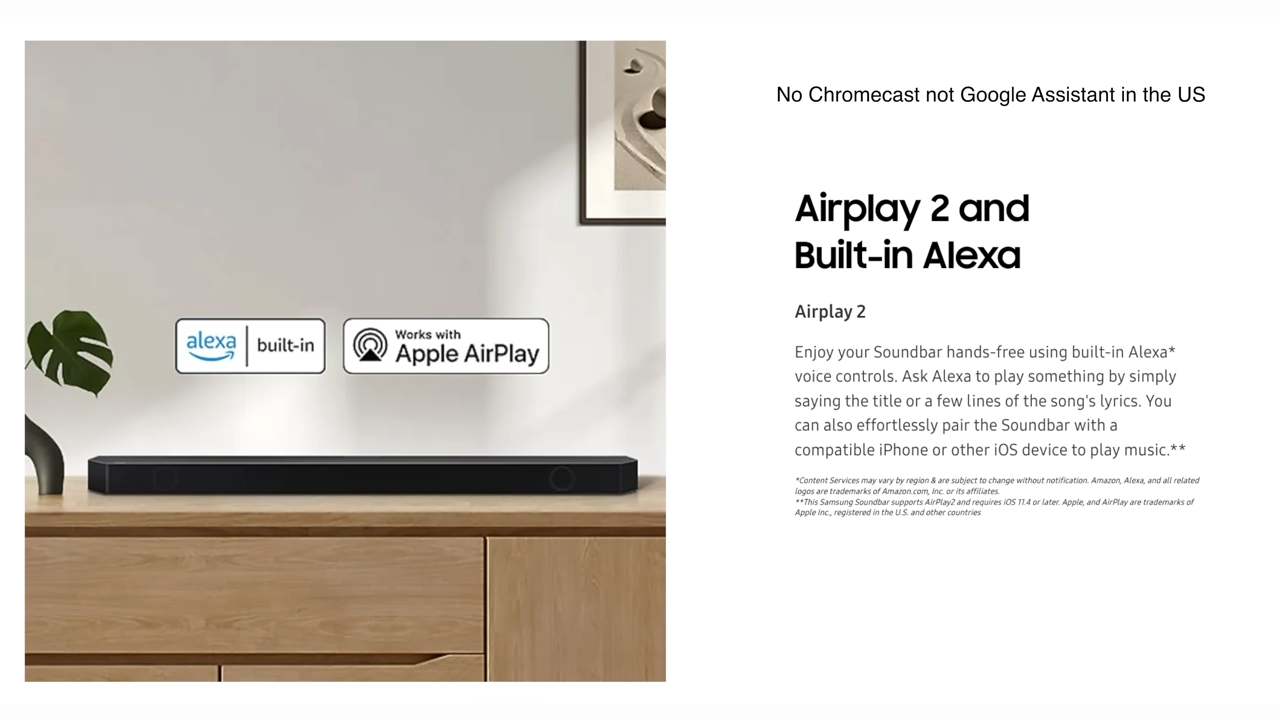 No Chromecast not Google Assistant in the US
Airplay 2 and
Built-in Alexa
Airplay 2
Enjoy your Soundbar hands-free using built-in Alexa*
voice controls. Ask Alexa to play something by simply
saying the title or a few lines of the song's lyrics. You
can also effortlessly pair the Soundbar with a
compatible iPhone or other iOS device to play music.**
*Content Services may vary by region & are subject to change without notification. Amazon, Alexa, and all related
logos are trademarks of Amazon.com, Inc. or its affiliates.
**This Samsung Soundbar supports AirPlay2 and requires iOS 11.4 or later. Apple, and AirPlay are trademarks of
Apple Inc., registered in the U.S. and other countries
alexa built-in
Works with
Apple AirPlay